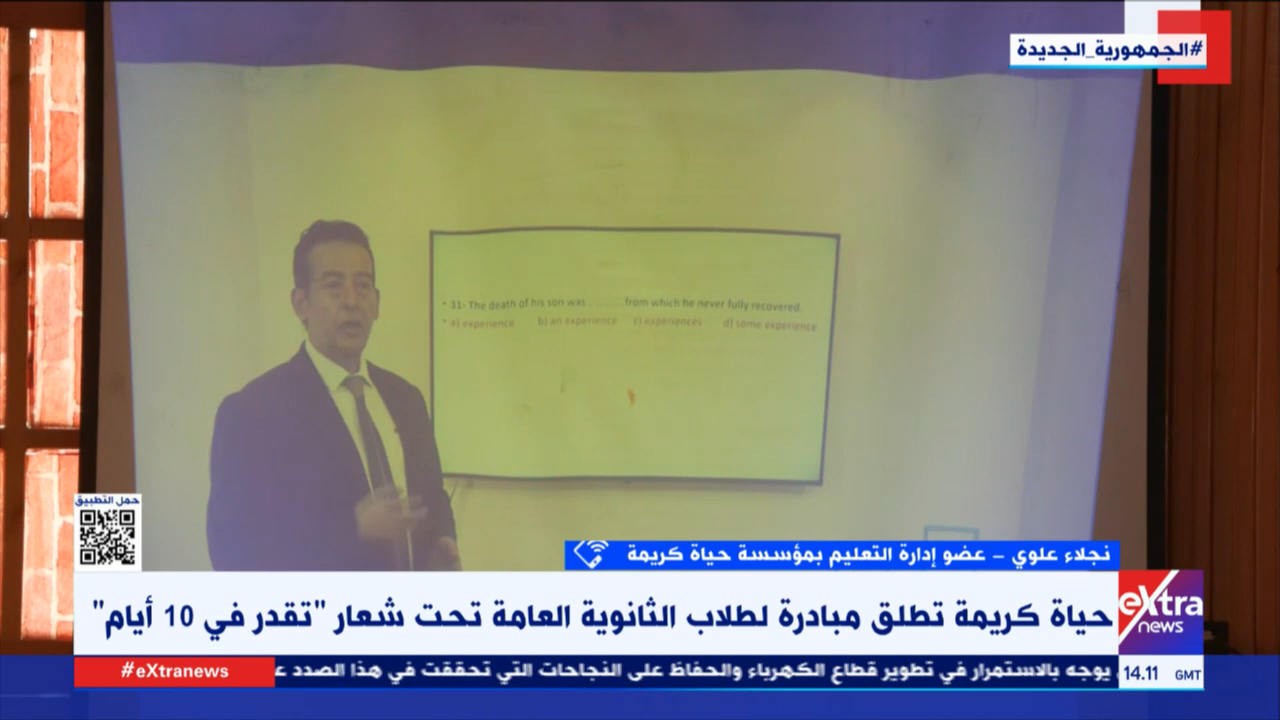 #الجمهورية_الجديدة
• 31- The death of his son was ......... from which he never fully recovered.
• a) experience b) an experience c) experiences d) some experience
حمل التطبيق
نجلاء علوي – عضو إدارة التعليم بمؤسسة حياة كريمة
حياة كريمة تطلق مبادرة لطلاب الثانوية العامة تحت شعار "تقدر في 10 أيام"
eXtra
news
#eXtranews
يوجه بالاستمرار في تطوير قطاع الكهرباء والحفاظ على النجاحات التي تحققت في هذا الصدد
14.11 GMT